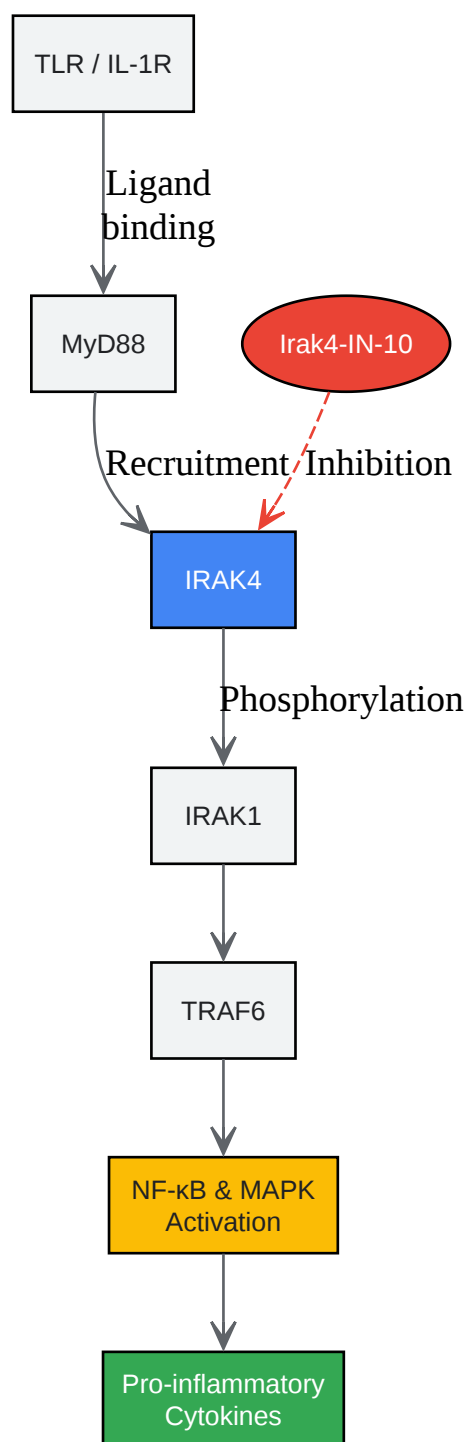 TLR / IL-1R
Ligand
binding
MyD88
Irak4-IN-10
Recruitment
Inhibition
IRAK4
Phosphorylation
IRAK1
TRAF6
NF-κB & MAPK
Activation
Pro-inflammatory
Cytokines